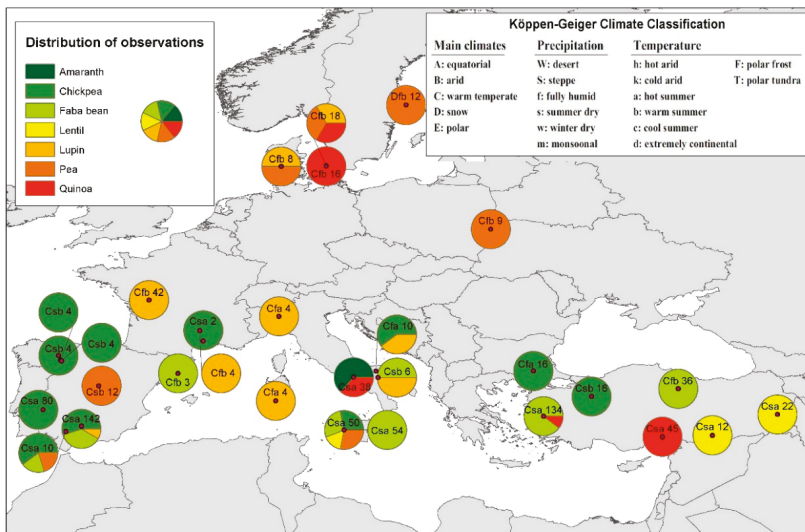 Distribution of observations
Amaranth
Chickpea
Faba bean
Lentil
Lupin
Pea
Quinoa
Köppen-Geiger Climate Classification
Main climates
A: equatorial
B: arid
C: warm temperate
D: snow
E: polar
Precipitation
W: desert
S: steppe
f: fully humid
s: summer dry
w: winter dry
m: monsoonal
Temperature
h: hot arid
k: cold arid
a: hot summer
b: warm summer
c: cool summer
d: extremely continental
F: polar frost
T: polar tundra
Dfb 12
Cfb 18
Cfb 8
Cfb 16
Cfb 9
Cfb 42
Csb 4
Csa 2
Cfa 4
Csb 4
Csb 4
Cfa 10
Csb 12
Cfb 3
Cfb 4
Cfa 4
Csa 38
Csb 6
Cfa 16
Csb 16
Cfb 36
Csa 80
Csa 142
Csa 50
Csa 54
Csa 134
Csa 45
Csa 12
Csa 22
Csa 10